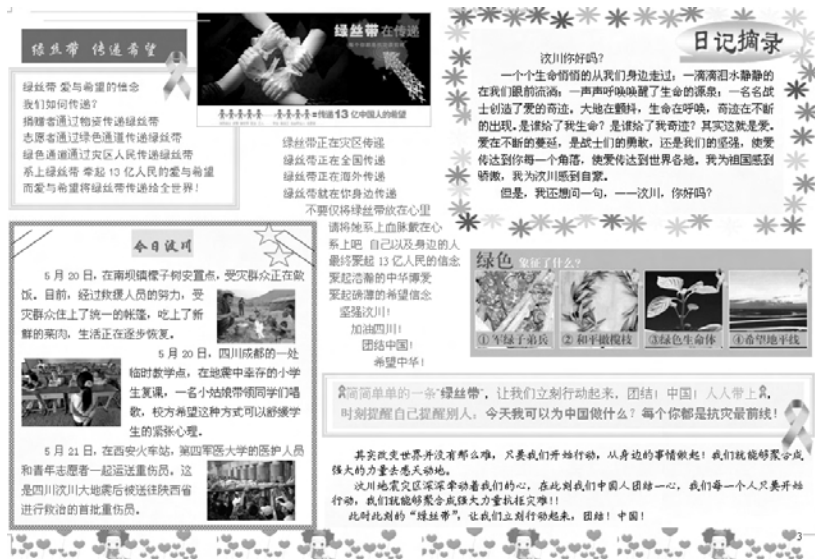 绿丝带 传递希望
绿丝带 爱与希望的信念
我们如何传递?
捐赠者通过物资传递绿丝带
志愿者通过绿色通道传递绿丝带
绿色通道通过灾区人民传递绿丝带
系上绿丝带 牵起 13 亿人民的爱与希望
而爱与希望将绿丝带传递给全世界!
绿丝带在传递
=传递13亿中国人的希望
绿丝带正在灾区传递
绿丝带正在全国传递
绿丝带正在海外传递
绿丝带就在你身边传递
不要仅将绿丝带放在心里
请将她系上血脉戴在心
系上吧 自己以及身边的人
最终聚起 13 亿人民的信念
聚起浩瀚的中华博爱
聚起磅薄的希望信念
坚强汶川!
加油四川!
团结中国!
希望中华!
日记摘录
汶川你好吗?
一个个生命悄悄的从我们身边走过;一滴滴泪水静静的
在我们眼前流淌;一声声呼唤唤醒了生命的源泉;一名名战
士创造了爱的奇迹。大地在颤抖,生命在呼唤,奇迹在不断
的出现。是谁给了我生命?是谁给了我奇迹?其实这就是爱。
爱在不断的蔓延,是战士们的勇敢,还是我们的坚强,使爱
传达到你每一个角落,使爱传达到世界各地。我为祖国感到
骄傲,我为汶川感到自豪。
但是,我还想问一句,——汶川,你好吗?
今日汶川
5 月 20 日,在南坝镇檬子树安置点,受灾群众正在做
饭。目前,经过救援人员的努力,受
灾群众住上了统一的帐篷,吃上了新
鲜的菜肉,生活正在逐步恢复。
5 月 20 日,四川成都的一处
临时教学点,在地震中幸存的小学
生复课,一名小姑娘带领同学们唱
歌,校方希望这种方式可以舒缓学
生的紧张心理。
5 月 21 日,在西安火车站,第四军医大学的医护人员
和青年志愿者一起运送重伤员。这
是四川汶川大地震后被送往陕西省
进行救治的首批重伤员。
绿色 象征了什么?
①军绿子弟兵
②和平橄榄枝
③绿色生命体
④希望地平线
简简单单的一条"绿丝带",让我们立刻行动起来,团结!中国!人人带上
时刻提醒自己提醒别人:今天我可以为中国做什么?每个你都是抗灾最前线!
其实改变世界并没有那么难,只要我们开始行动,从身边的事情做起!我们就能够聚合成
强大的力量去感天动地。
汶川地震灾区深深牵动着我们的心,在此刻我们中国人团结一心,我们每一个人只要开始
行动,我们就能够聚合成强大力量抗拒灾难!!
此时此刻的"绿丝带",让我们立刻行动起来,团结!中国!
3